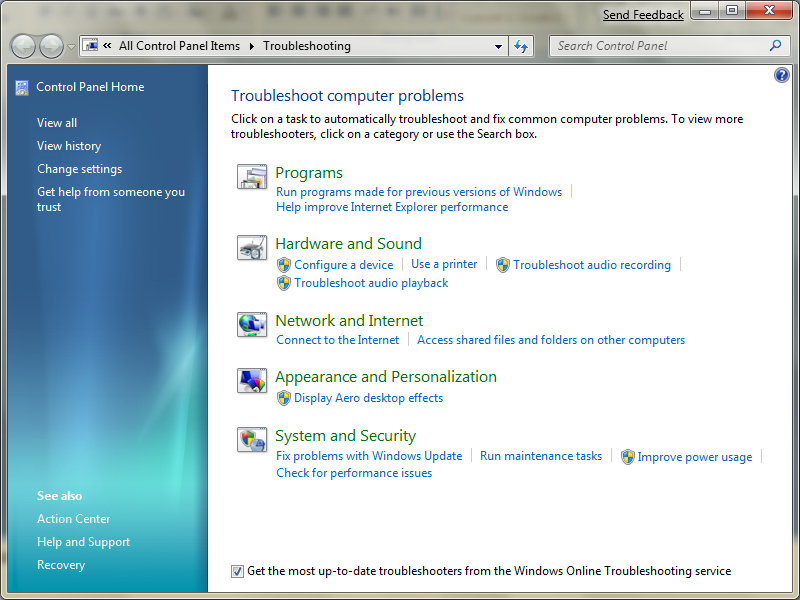 Send Feedback
« All Control Panel Items ▸ Troubleshooting
Search Control Panel
Control Panel Home
View all
View history
Change settings
Get help from someone you
trust
See also
Action Center
Help and Support
Recovery
Troubleshoot computer problems
Click on a task to automatically troubleshoot and fix common computer problems. To view more
troubleshooters, click on a category or use the Search box.
Programs
Run programs made for previous versions of Windows
Help improve Internet Explorer performance
Hardware and Sound
Configure a device | Use a printer | Troubleshoot audio recording |
Troubleshoot audio playback
Network and Internet
Connect to the Internet | Access shared files and folders on other computers
Appearance and Personalization
Display Aero desktop effects
System and Security
Fix problems with Windows Update | Run maintenance tasks | Improve power usage |
Check for performance issues
Get the most up-to-date troubleshooters from the Windows Online Troubleshooting service